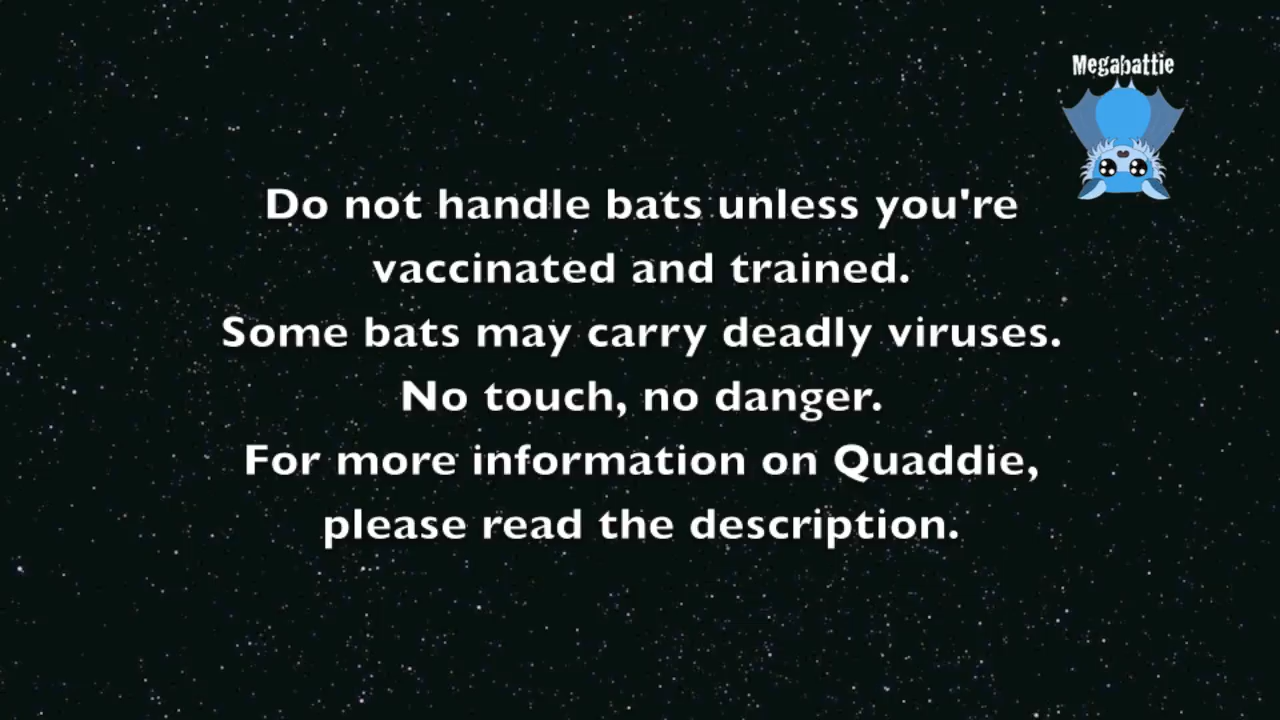 Megabattie
Do not handle bats unless you're
vaccinated and trained.
Some bats may carry deadly viruses.
No touch, no danger.
For more information on Quaddie,
please read the description.